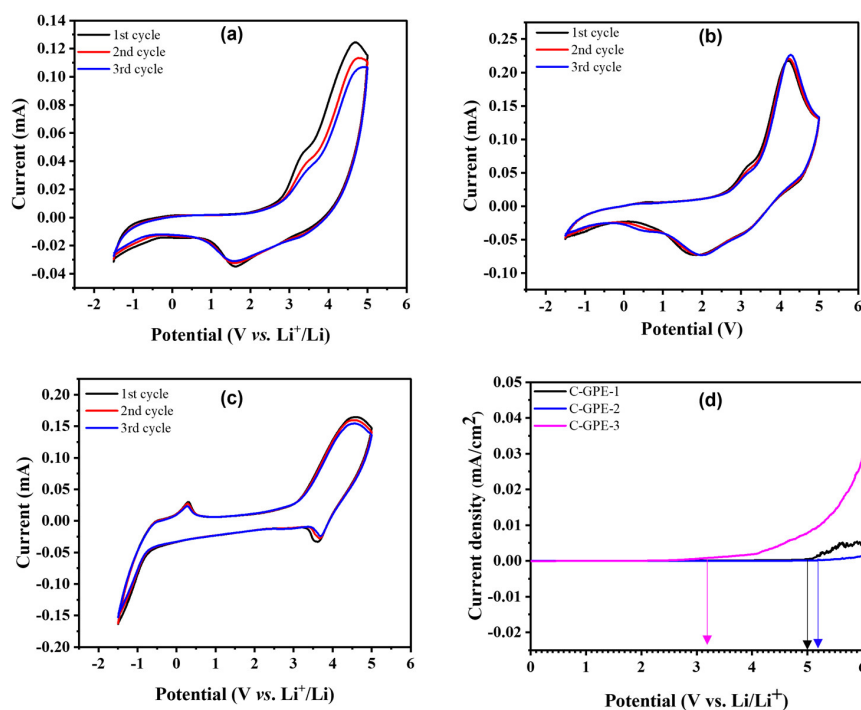 (a)
1st cycle
2nd cycle
3rd cycle
Current (mA)
0.14
0.12
0.10
0.08
0.06
0.04
0.02
0.00
-0.02
-0.04
-2 -1 0 1 2 3 4 5 6
Potential (V vs. Li⁺/Li)
(b)
1st cycle
2nd cycle
3rd cycle
Current (mA)
0.25
0.20
0.15
0.10
0.05
0.00
-0.05
-0.10
-2 -1 0 1 2 3 4 5 6
Potential (V)
(c)
1st cycle
2nd cycle
3rd cycle
Current (mA)
0.20
0.15
0.10
0.05
0.00
-0.05
-0.10
-0.15
-0.20
-2 -1 0 1 2 3 4 5 6
Potential (V vs. Li⁺/Li)
(d)
C-GPE-1
C-GPE-2
C-GPE-3
Current density (mA/cm²)
0.05
0.04
0.03
0.02
0.01
0.00
-0.01
-0.02
0 1 2 3 4 5 6
Potential (V vs. Li/Li⁺)